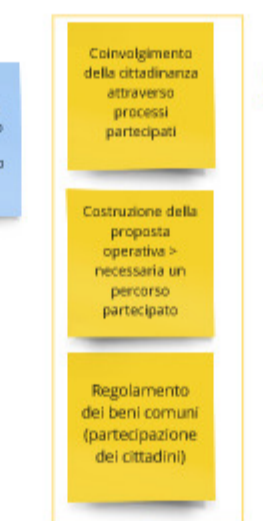 Coinvolgimento
della cittadinanza
attraverso
processi
partecipati
Costruzione della
proposta
operativa >
necessaria un
percorso
partecipato
Regolamento
dei beni comuni
(partecipazione
dei cittadini)